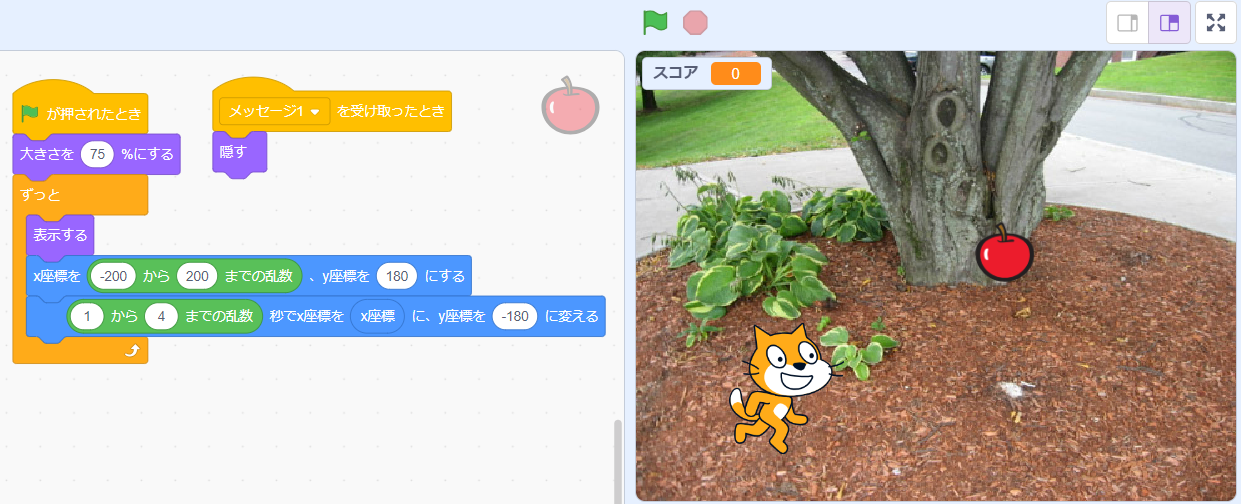 が押されたとき
大きさを 75 %にする
ずっと
表示する
x座標を -200 から 200 までの乱数 、y座標を 180 にする
1 から 4 までの乱数 秒でx座標を x座標 に、y座標を -180 に変える
メッセージ1 を受け取ったとき
隠す
スコア 0